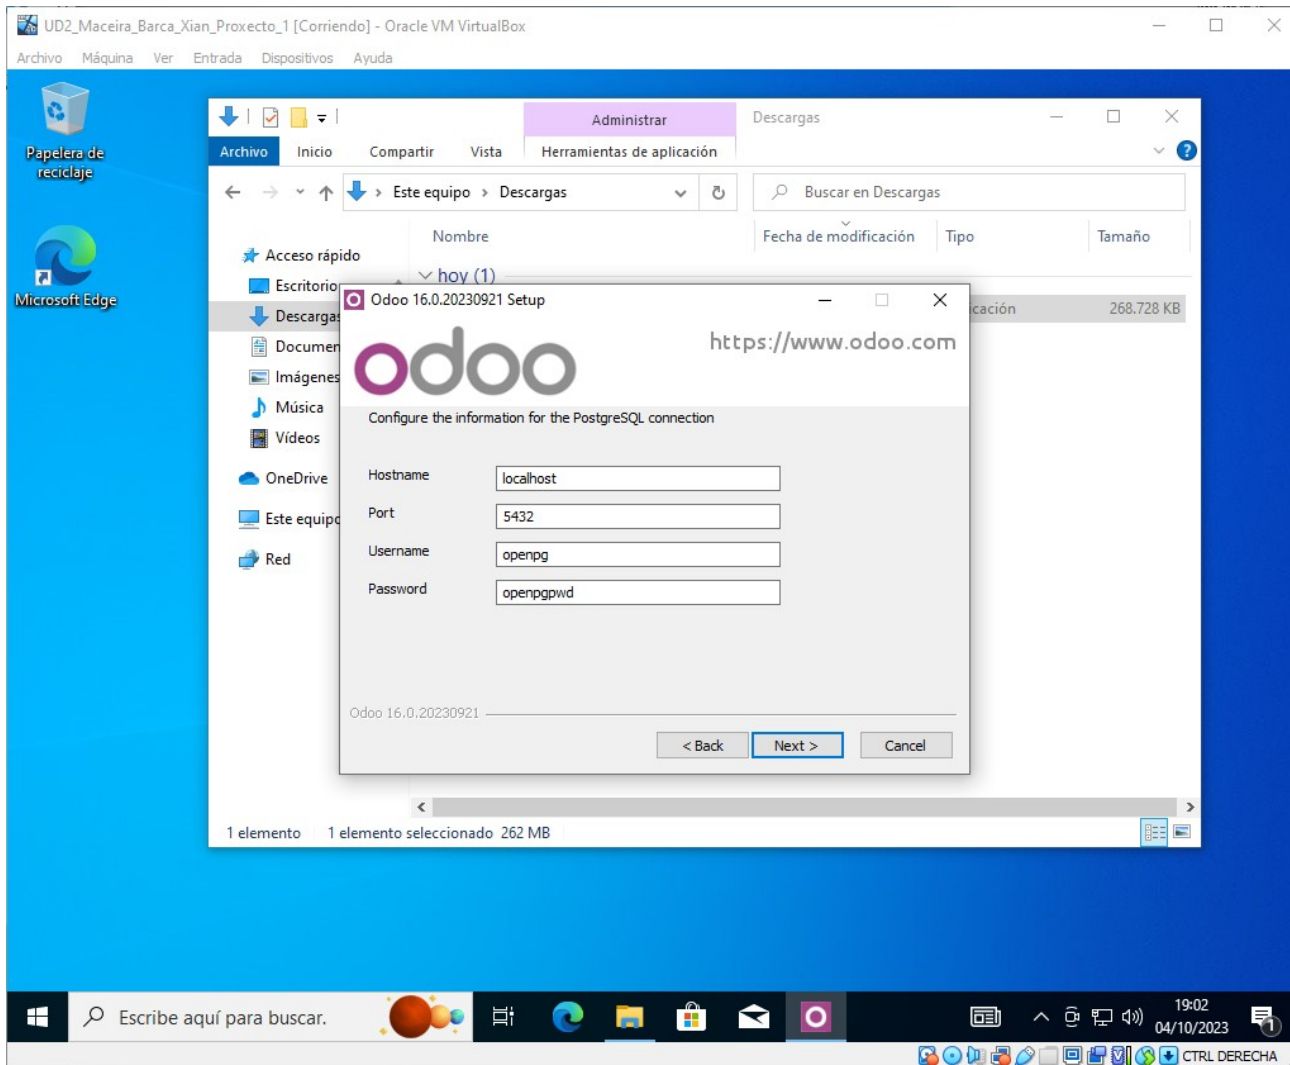 UD2_Maceira_Barca_Xian_Proxecto_1 [Corriendo] - Oracle VM VirtualBox
Archivo Máquina Ver Entrada Dispositivos Ayuda
Papelera de
reciclaje
Microsoft Edge
Administrar Descargas
Archivo Inicio Compartir Vista Herramientas de aplicación
Este equipo Descargas Buscar en Descargas
Nombre Fecha de modificación Tipo Tamaño
Acceso rápido
hoy (1)
Escritorio
Descargas
icación 268.728 KB
Documen
Imágenes
Música
Vídeos
OneDrive
Este equipo
Red
Odoo 16.0.20230921 Setup
odoo
https://www.odoo.com
Configure the information for the PostgreSQL connection
Hostname localhost
Port 5432
Username openpg
Password openpgpwd
Odoo 16.0.20230921
< Back Next > Cancel
1 elemento 1 elemento seleccionado 262 MB
Escribe aquí para buscar.
19:02
04/10/2023
1
CTRL DERECHA